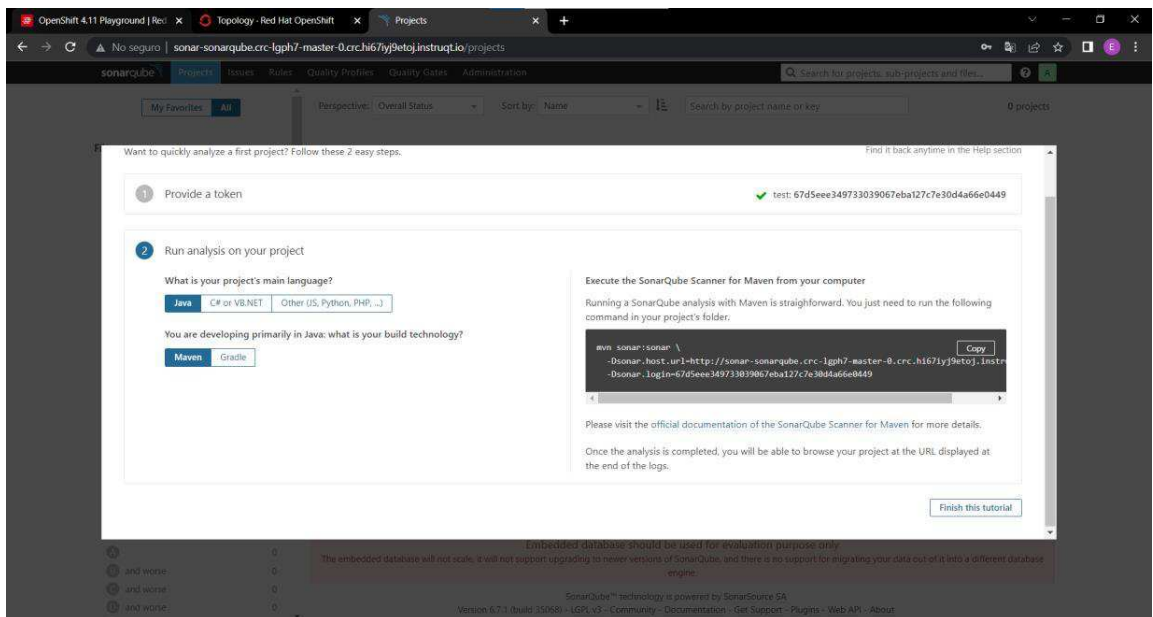 OpenShift 4.11 Playground | Red
Topology - Red Hat OpenShift
Projects
No seguro | sonar-sonarqube.crc-lgph7-master-0.crc.hi67iyj9etoj.instruqt.io/projects
E
sonarqube Projects Issues Rules Quality Profiles Quality Gates Administration
Search for projects, sub-projects and files...
A
My Favorites All
Perspective: Overall Status
Sort by: Name
Search by project name or key
0 projects
Want to quickly analyze a first project? Follow these 2 easy steps.
Find it back anytime in the Help section
1 Provide a token
test: 67d5eee349733039067eba127c7e30d4a66e0449
2 Run analysis on your project
What is your project's main language?
Java C# or VB.NET Other (JS, Python, PHP, ...)
You are developing primarily in Java: what is your build technology?
Maven Gradle
Execute the SonarQube Scanner for Maven from your computer
Running a SonarQube analysis with Maven is straighforward. You just need to run the following
command in your project's folder.
Copy
mvn sonar:sonar \
-Dsonar.host.url=http://sonar-sonarqube.crc-lgph7-master-0.crc.hi67iyj9etoj.instr
-Dsonar.login=67d5eee349733039067eba127c7e30d4a66e0449
Please visit the official documentation of the SonarQube Scanner for Maven for more details.
Once the analysis is completed, you will be able to browse your project at the URL displayed at
the end of the logs.
Finish this tutorial
A 0
B and worse 0
C and worse 0
D and worse 0
Embedded database should be used for evaluation purpose only
The embedded database will not scale, it will not support upgrading to newer versions of SonarQube, and there is no support for migrating your data out of it into a different database
engine.
SonarQube™ technology is powered by SonarSource SA
Version 6.7.1 (build 35068) - LGPL v3 - Community - Documentation - Get Support - Plugins - Web API - About